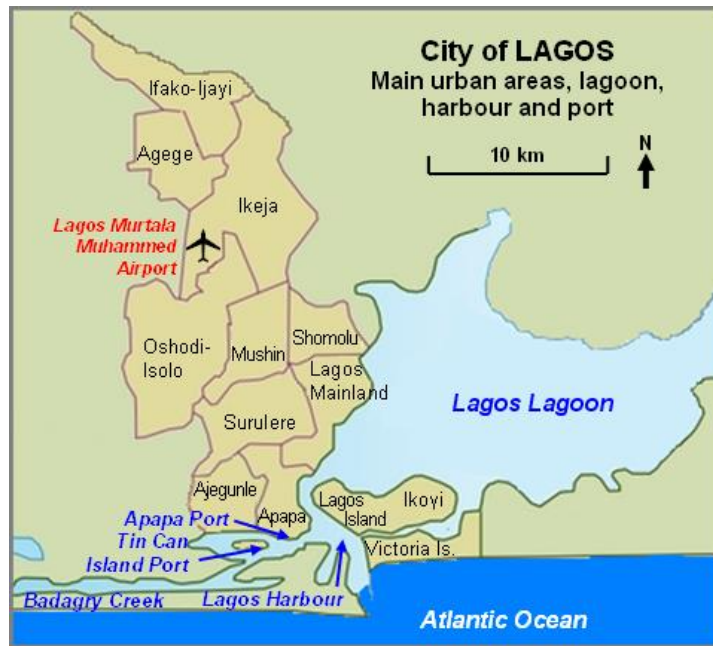 City of LAGOS
Main urban areas, lagoon,
harbour and port
N
10 km
Ifako-Ijayi
Agege
Ikeja
Lagos Murtala
Muhammed
Airport
Oshodi-
Isolo
Mushin
Shomolu
Lagos
Mainland
Lagos Lagoon
Surulere
Ajegunle
Apapa
Lagos
Island
Ikoyi
Victoria Is.
Apapa Port
Tin Can
Island Port
Badagry Creek
Lagos Harbour
Atlantic Ocean